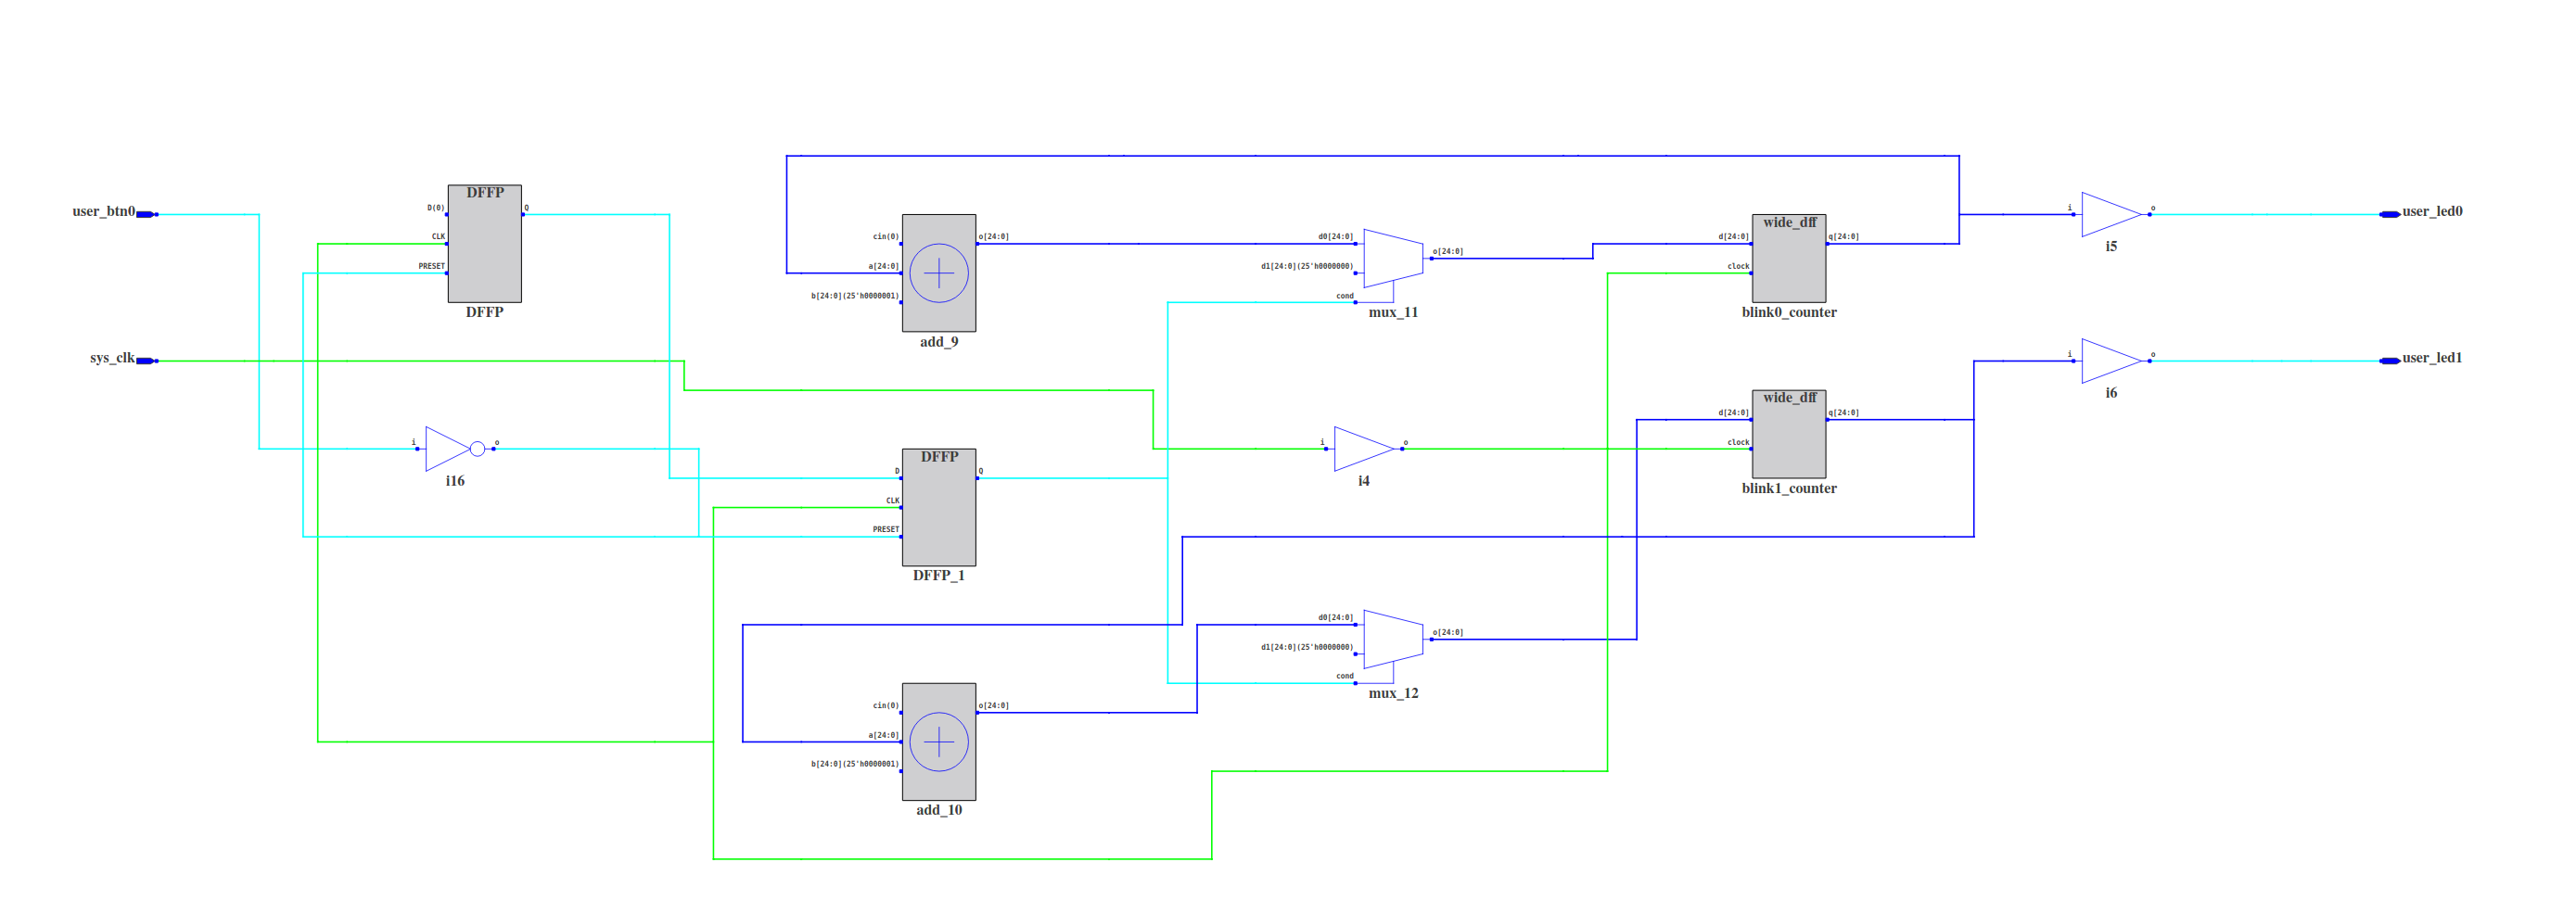 user_btn0
sys_clk
DFFP
D(0)
Q
CLK
PRESET
DFFP
i
o
i16
cin(0)
o[24:0]
a[24:0]
b[24:0](25'h0000001)
add_9
DFFP
D
Q
CLK
PRESET
DFFP_1
cin(0)
o[24:0]
a[24:0]
b[24:0](25'h0000001)
add_10
d0[24:0]
o[24:0]
d1[24:0](25'h0000000)
cond
mux_11
i
o
i4
d0[24:0]
o[24:0]
d1[24:0](25'h0000000)
cond
mux_12
wide_dff
d[24:0]
q[24:0]
clock
blink0_counter
wide_dff
d[24:0]
q[24:0]
clock
blink1_counter
i
o
i5
i
o
i6
user_led0
user_led1